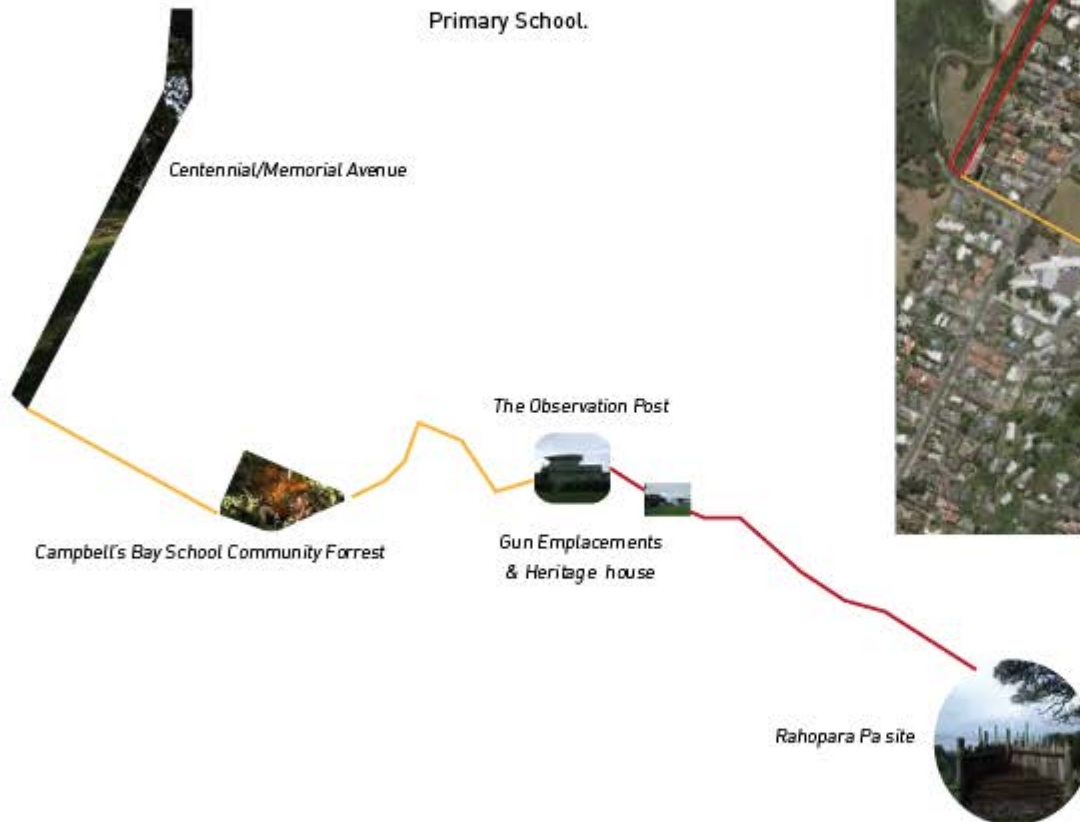 Primary School.
Centennial/Memorial Avenue
The Observation Post
Campbell's Bay School Community Forrest
Gun Emplacements
& Heritage house
Rahopara Pa site